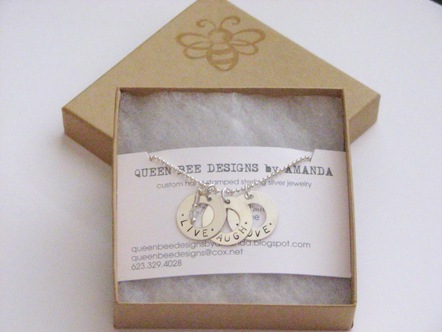 QUEEN BEE DESIGNS by AMANDA
custom hand stamped sterling silver jewelry
LIVE LAUGH LOVE
queenbeedesignsbyamanda.blogspot.com
queenbeedesigns@cox.net
623.329.4028